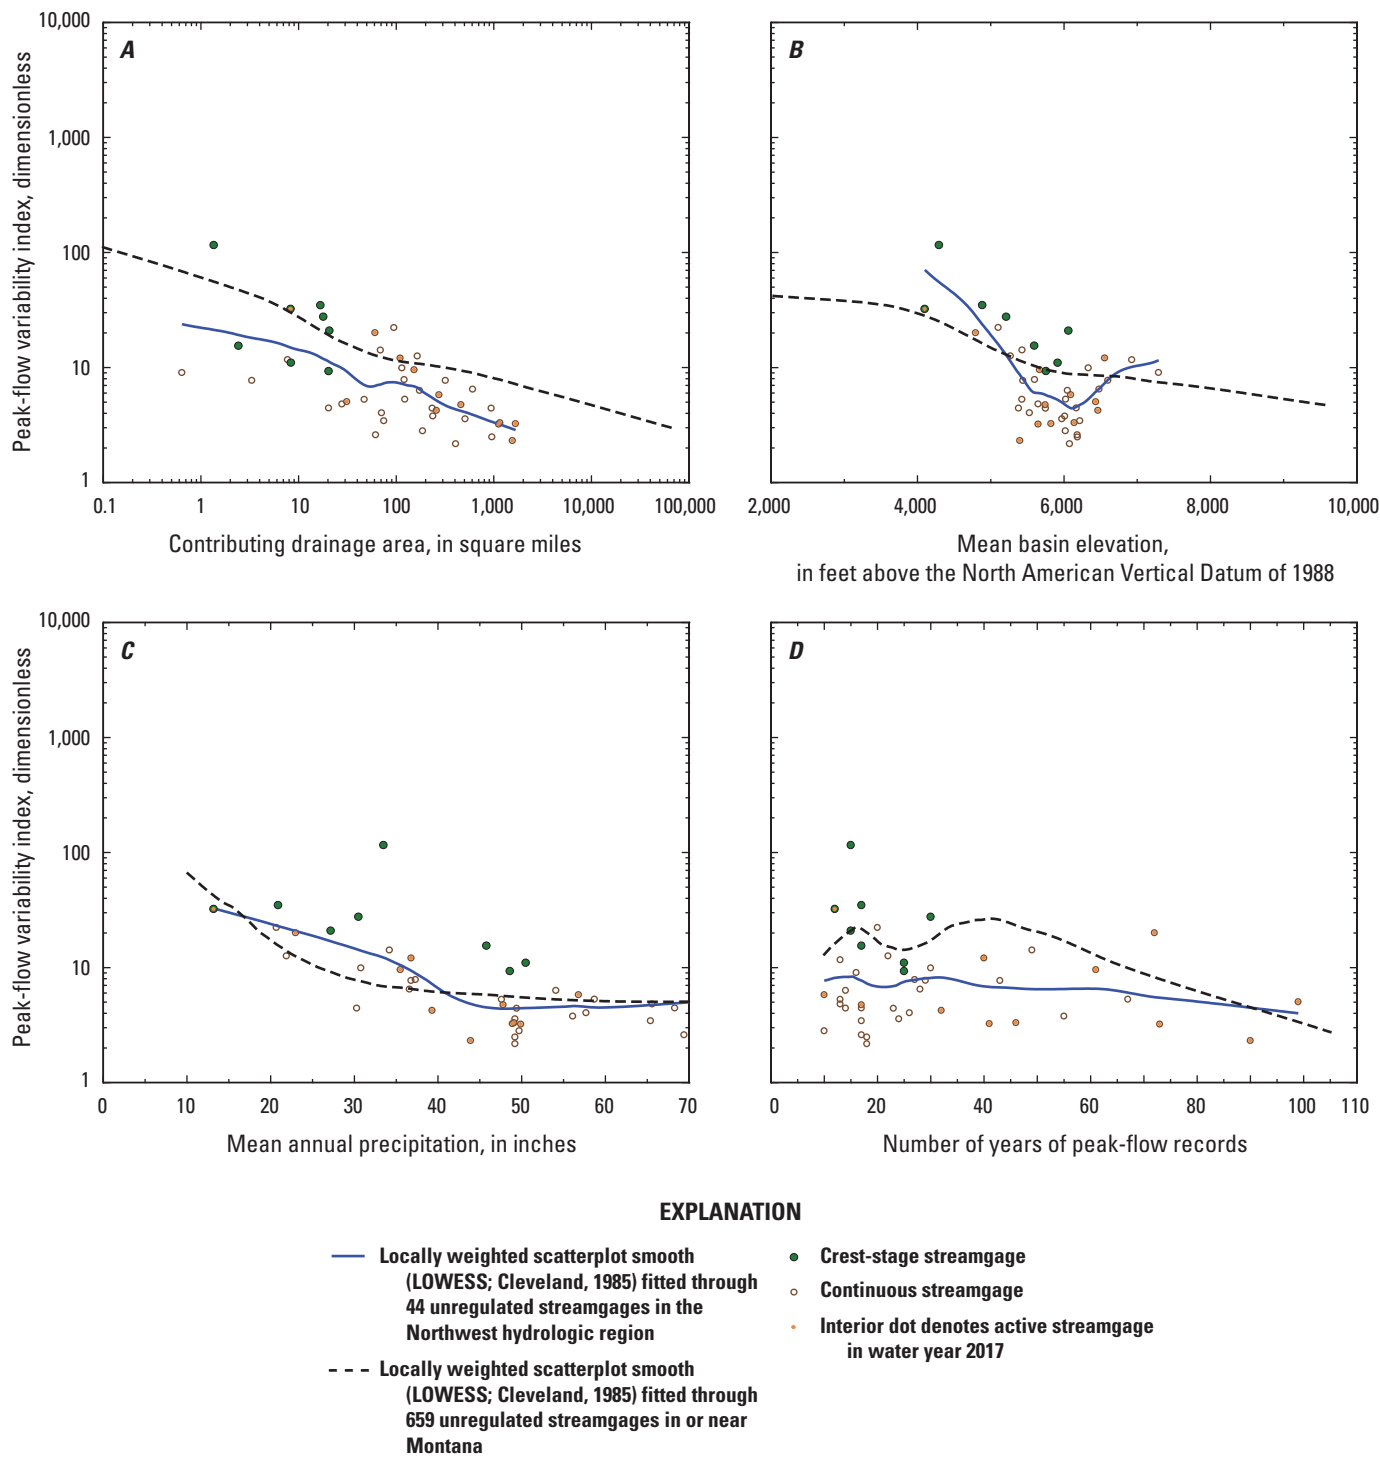 A
B
10,000
1,000
100
10
1
Peak-flow variability index, dimensionless
0.1 1 10 100 1,000 10,000 100,000
2,000 4,000 6,000 8,000 10,000
Contributing drainage area, in square miles
Mean basin elevation,
in feet above the North American Vertical Datum of 1988
C
D
10,000
1,000
100
10
1
Peak-flow variability index, dimensionless
0 10 20 30 40 50 60 70
0 20 40 60 80 100 110
Mean annual precipitation, in inches
Number of years of peak-flow records
EXPLANATION
Locally weighted scatterplot smooth
(LOWESS; Cleveland, 1985) fitted through
44 unregulated streamgages in the
Northwest hydrologic region
Locally weighted scatterplot smooth
(LOWESS; Cleveland, 1985) fitted through
659 unregulated streamgages in or near
Montana
Crest-stage streamgage
Continuous streamgage
Interior dot denotes active streamgage
in water year 2017